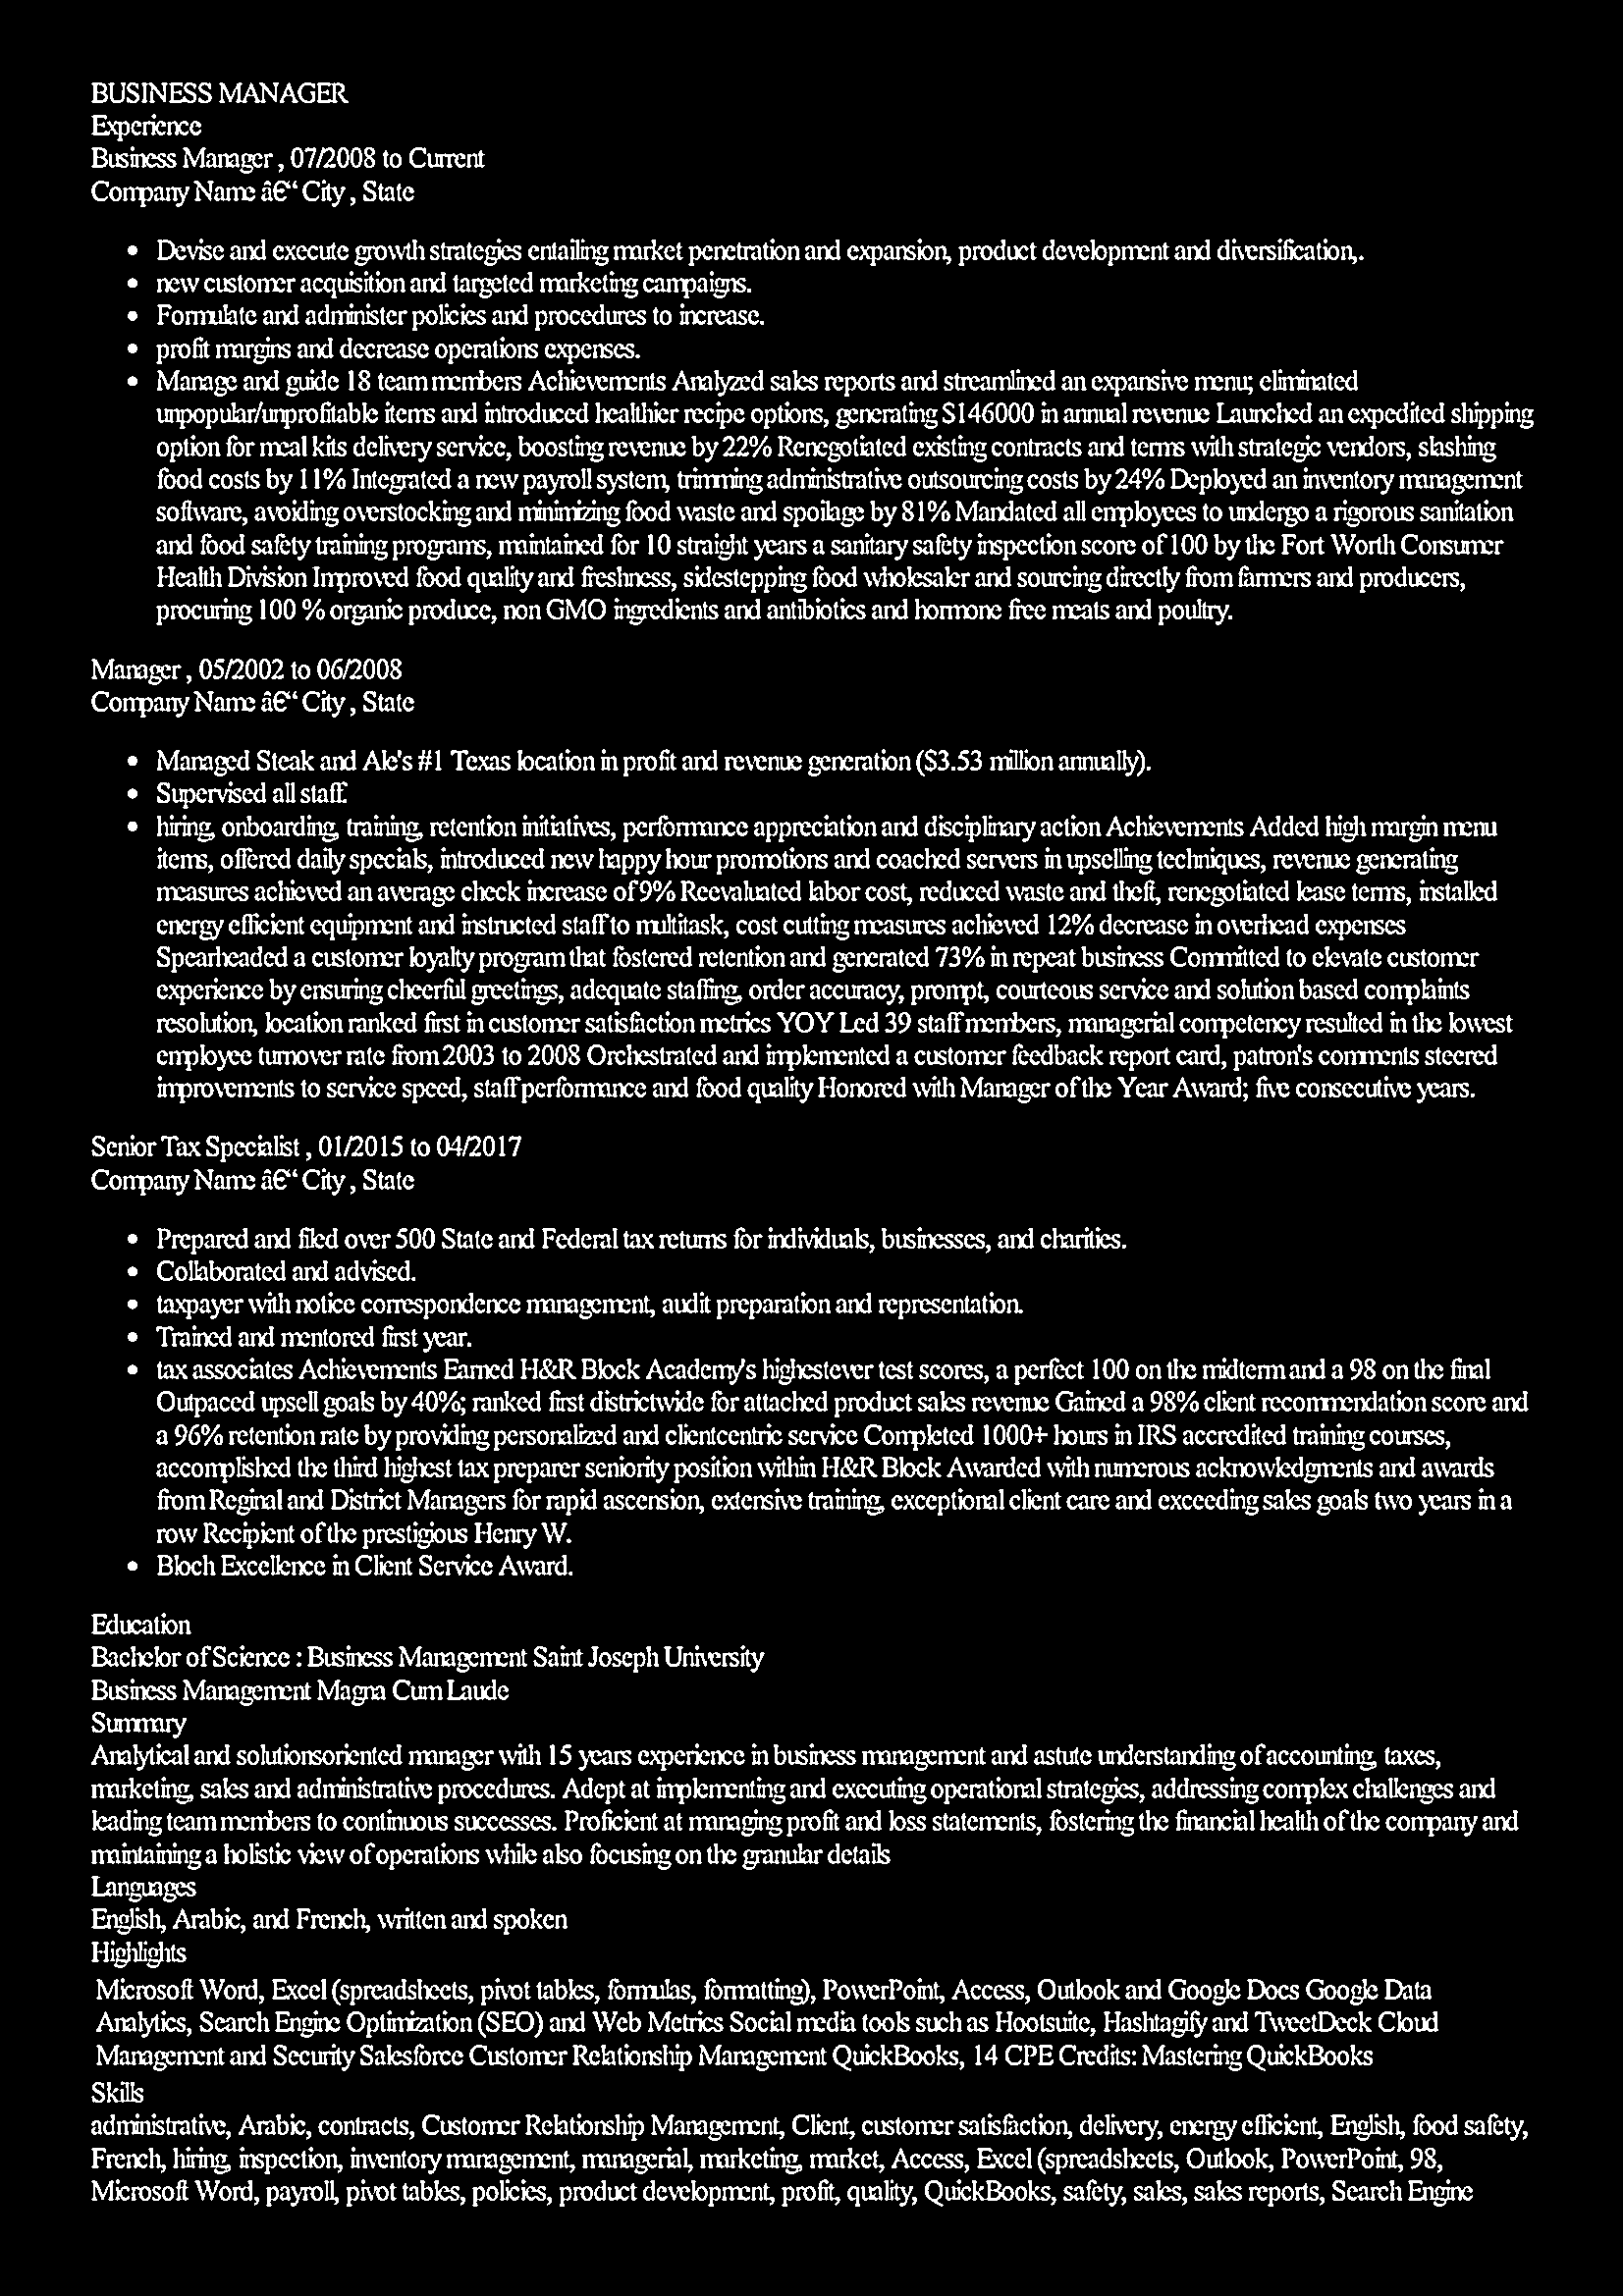 BUSINESS MANAGER
Experience
Business Manager , 07/2008 to Current
Company Name â€“ City , State
• Devise and execute growth strategies entailing market penetration and expansion, product development and diversification,.
• new customer acquisition and targeted marketing campaigns.
• Formulate and administer policies and procedures to increase.
• profit margins and decrease operations expenses.
• Manage and guide 18 team members Achievements Analyzed sales reports and streamlined an expansive menu; eliminated
unpopular/unprofitable items and introduced healthier recipe options, generating $146000 in annual revenue Launched an expedited shipping
option for meal kits delivery service, boosting revenue by 22% Renegotiated existing contracts and terms with strategic vendors, slashing
food costs by 11% Integrated a new payroll system, trimming administrative outsourcing costs by 24% Deployed an inventory management
software, avoiding overstocking and minimizing food waste and spoilage by 81% Mandated all employees to undergo a rigorous sanitation
and food safety training programs, maintained for 10 straight years a sanitary safety inspection score of 100 by the Fort Worth Consumer
Health Division Improved food quality and freshness, sidestepping food wholesaler and sourcing directly from farmers and producers,
procuring 100 % organic produce, non GMO ingredients and antibiotics and hormone free meats and poultry.
Manager , 05/2002 to 06/2008
Company Name â€“ City , State
• Managed Steak and Ale's #1 Texas location in profit and revenue generation ($3.53 million annually).
• Supervised all staff.
• hiring, onboarding, training, retention initiatives, performance appreciation and disciplinary action Achievements Added high margin menu
items, offered daily specials, introduced new happy hour promotions and coached servers in upselling techniques, revenue generating
measures achieved an average check increase of 9% Reevaluated labor cost, reduced waste and theft, renegotiated lease terms, installed
energy efficient equipment and instructed staff to multitask, cost cutting measures achieved 12% decrease in overhead expenses
Spearheaded a customer loyalty program that fostered retention and generated 73% in repeat business Committed to elevate customer
experience by ensuring cheerful greetings, adequate staffing, order accuracy, prompt, courteous service and solution based complaints
resolution, location ranked first in customer satisfaction metrics YOY Led 39 staff members, managerial competency resulted in the lowest
employee turnover rate from 2003 to 2008 Orchestrated and implemented a customer feedback report card, patron's comments steered
improvements to service speed, staff performance and food quality Honored with Manager of the Year Award; five consecutive years.
Senior Tax Specialist , 01/2015 to 04/2017
Company Name â€“ City , State
• Prepared and filed over 500 State and Federal tax returns for individuals, businesses, and charities.
• Collaborated and advised.
• taxpayer with notice correspondence management, audit preparation and representation.
• Trained and mentored first year.
• tax associates Achievements Earned H&R Block Academy's highestever test scores, a perfect 100 on the midterm and a 98 on the final
Outpaced upsell goals by 40%; ranked first districtwide for attached product sales revenue Gained a 98% client recommendation score and
a 96% retention rate by providing personalized and clientcentric service Completed 1000+ hours in IRS accredited training courses,
accomplished the third highest tax preparer seniority position within H&R Block Awarded with numerous acknowledgments and awards
from Reginal and District Managers for rapid ascension, extensive training, exceptional client care and exceeding sales goals two years in a
row Recipient of the prestigious Henry W.
• Bloch Excellence in Client Service Award.
Education
Bachelor of Science : Business Management Saint Joseph University
Business Management Magna Cum Laude
Summary
Analytical and solutionsoriented manager with 15 years experience in business management and astute understanding of accounting, taxes,
marketing, sales and administrative procedures. Adept at implementing and executing operational strategies, addressing complex challenges and
leading team members to continuous successes. Proficient at managing profit and loss statements, fostering the financial health of the company and
maintaining a holistic view of operations while also focusing on the granular details
Languages
English, Arabic, and French, written and spoken
Highlights
Microsoft Word, Excel (spreadsheets, pivot tables, formulas, formatting), PowerPoint, Access, Outlook and Google Docs Google Data
Analytics, Search Engine Optimization (SEO) and Web Metrics Social media tools such as Hootsuite, Hashtagify and TweetDeck Cloud
Management and Security Salesforce Customer Relationship Management QuickBooks, 14 CPE Credits: Mastering QuickBooks
Skills
administrative, Arabic, contracts, Customer Relationship Management, Client, customer satisfaction, delivery, energy efficient, English, food safety,
French, hiring, inspection, inventory management, managerial, marketing, market, Access, Excel (spreadsheets, Outlook, PowerPoint, 98,
Microsoft Word, payroll, pivot tables, policies, product development, profit, quality, QuickBooks, safety, sales, sales reports, Search Engine